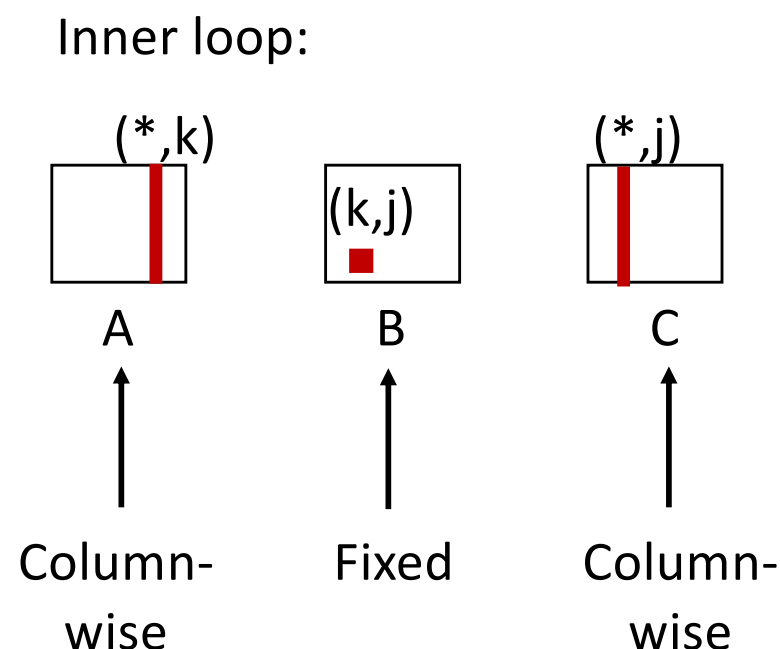 Inner loop:
(*,k)
(*,j)
(k,j)
A
B
C
Column-
wise
Fixed
Column-
wise